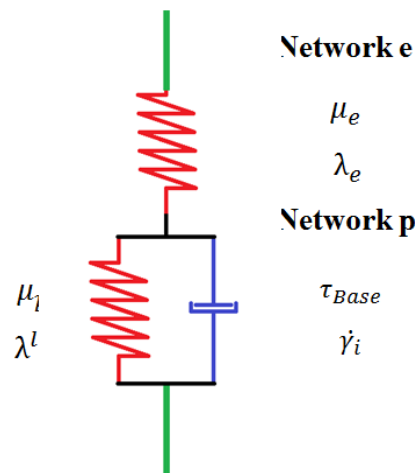 Network e
μ_e
λ_e
Network p
μ_l
λ^l
τ_Base
γ̇_i